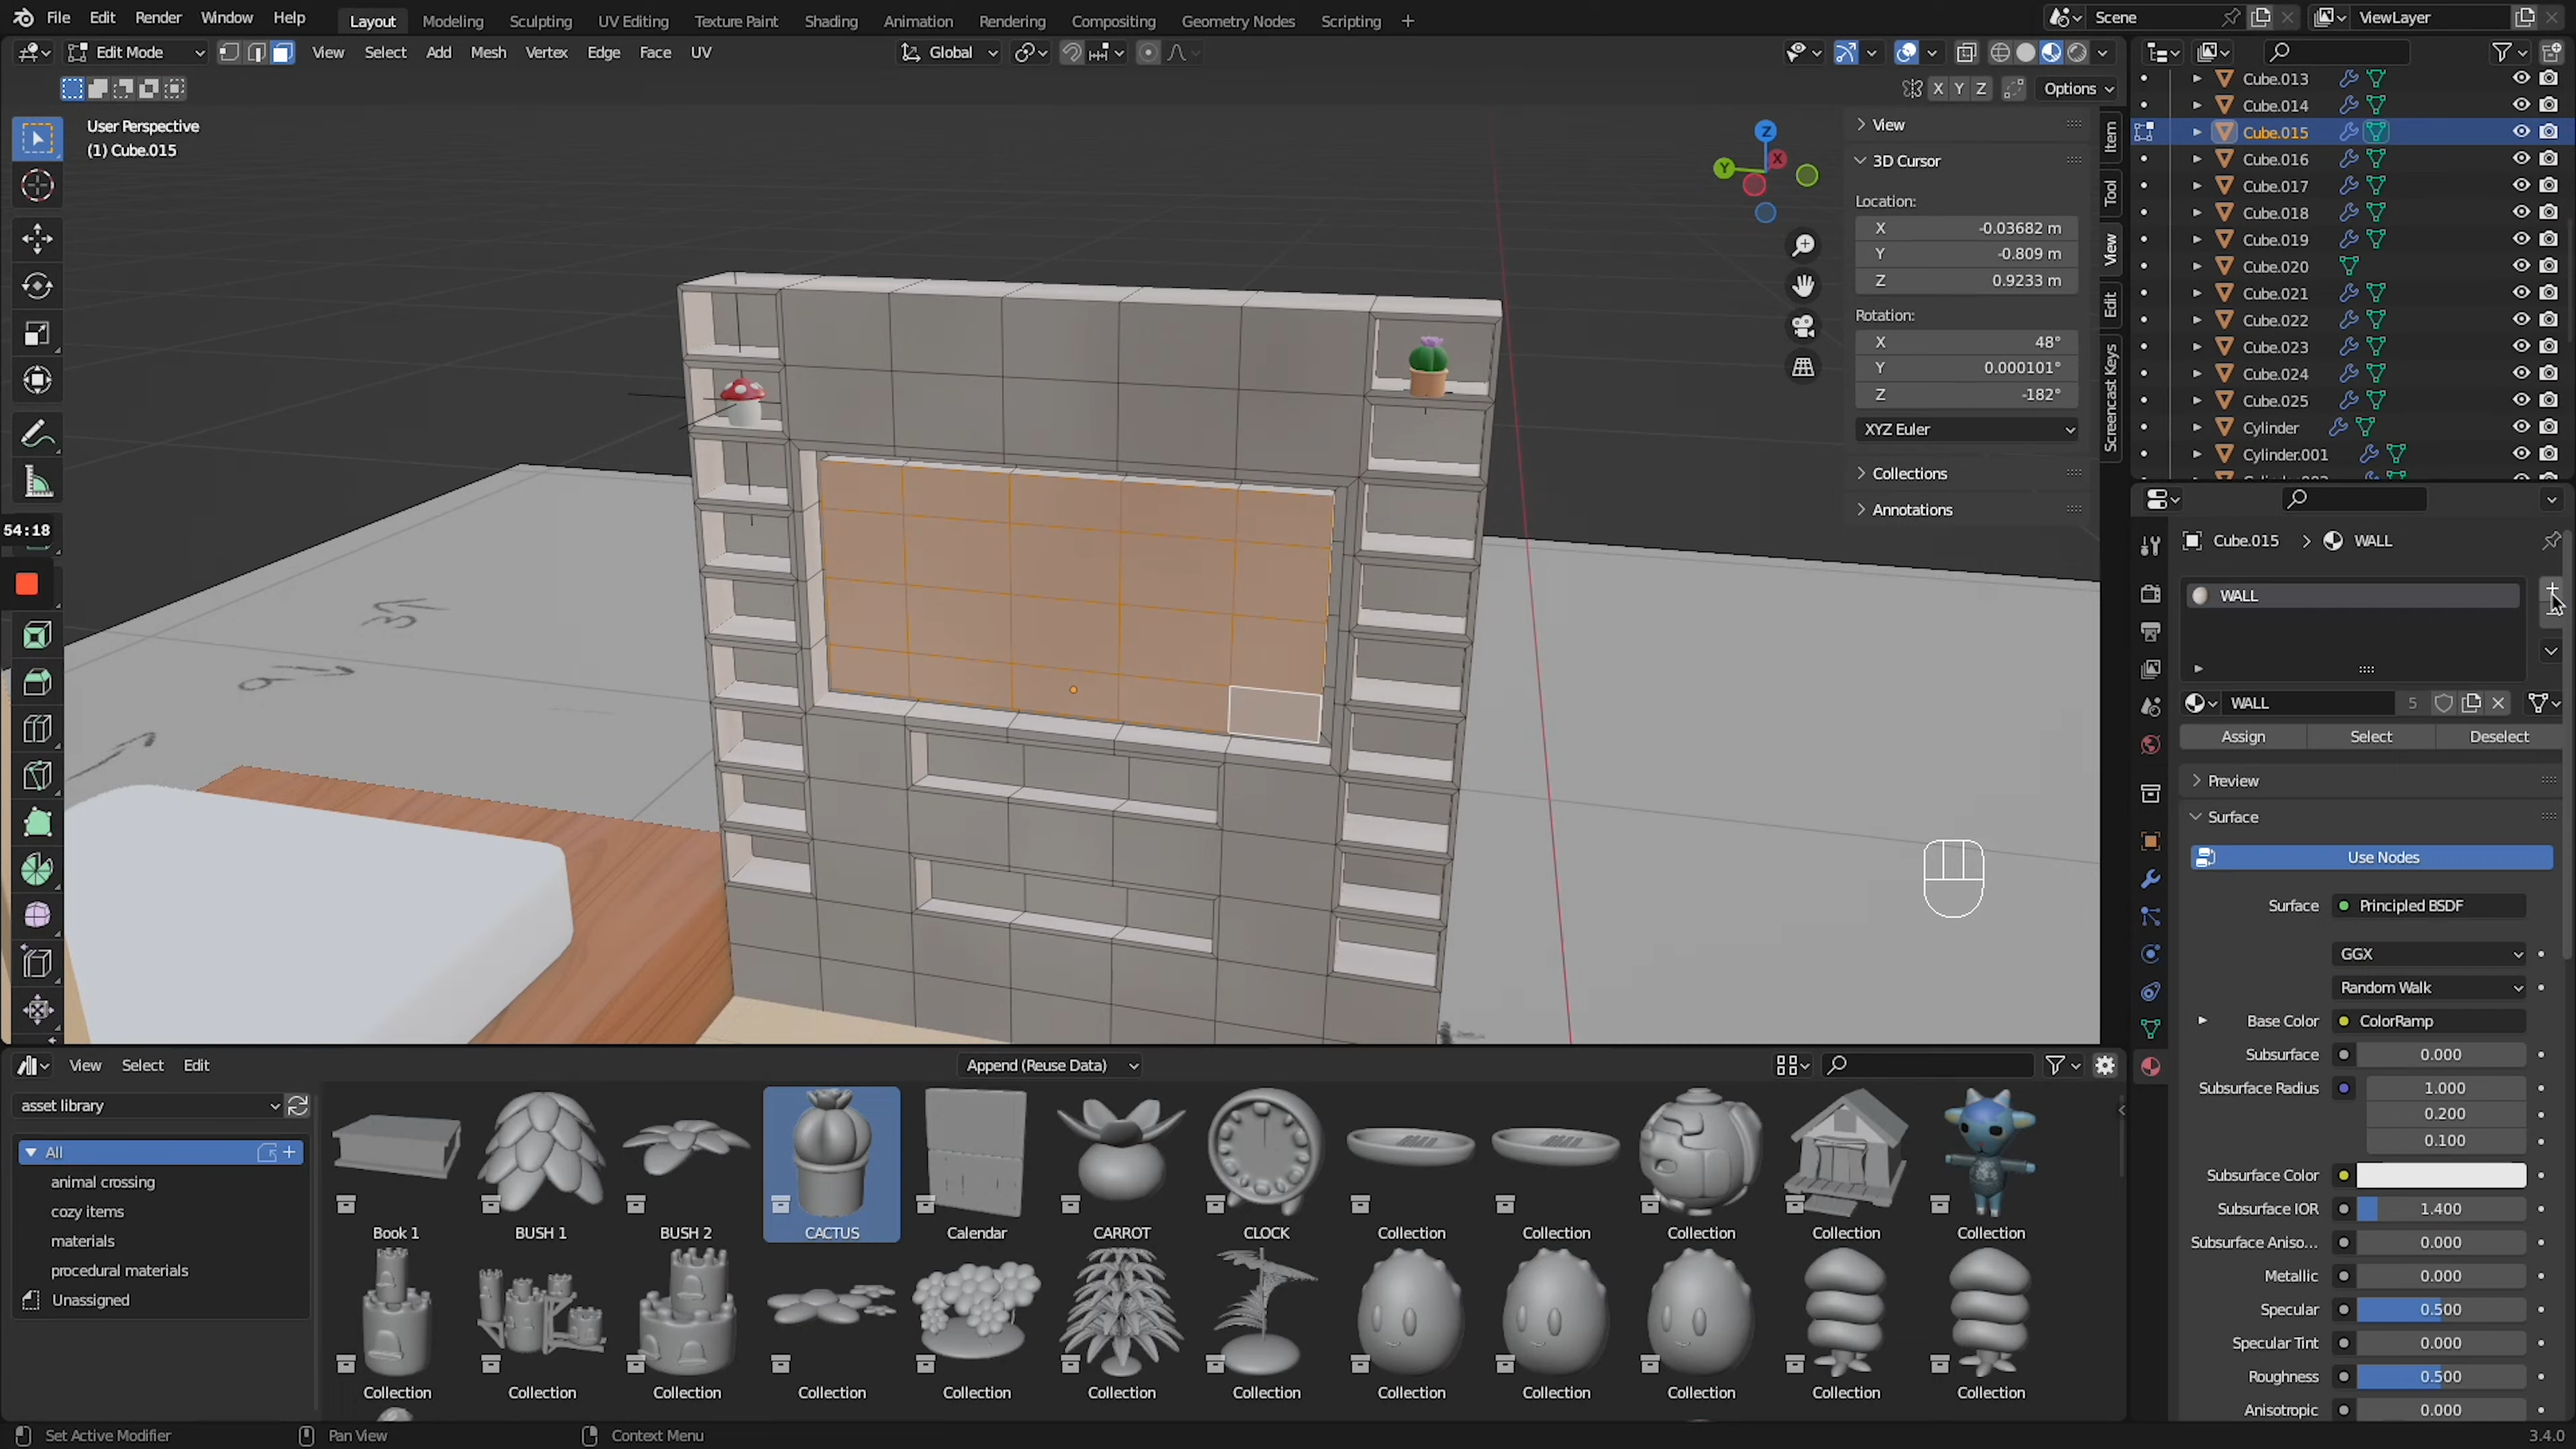 File Edit Render Window Help Layout Modeling Sculpting UV Editing Texture Paint Shading Animation Rendering Compositing Geometry Nodes Scripting + Scene ViewLayer
Edit Mode View Select Add Mesh Vertex Edge Face UV Global
X Y Z Options
User Perspective
(1) Cube.015
Z
X
Y
View
3D Cursor
Location:
X -0.03682 m
Y -0.809 m
Z 0.9233 m
Rotation:
X 48°
Y 0.000101°
Z -182°
XYZ Euler
Collections
Annotations
Item
Tool
View
Edit
Screencast Keys
54:18
Cube.013
Cube.014
Cube.015
Cube.016
Cube.017
Cube.018
Cube.019
Cube.020
Cube.021
Cube.022
Cube.023
Cube.024
Cube.025
Cylinder
Cylinder.001
Cube.015 > WALL
WALL
WALL 5
Assign Select Deselect
Preview
Surface
Use Nodes
Surface Principled BSDF
GGX
Random Walk
Base Color ColorRamp
Subsurface 0.000
Subsurface Radius 1.000
0.200
0.100
Subsurface Color
Subsurface IOR 1.400
Subsurface Aniso... 0.000
Metallic 0.000
Specular 0.500
Specular Tint 0.000
Roughness 0.500
Anisotropic 0.000
View Select Edit Append (Reuse Data)
asset library
All
animal crossing
cozy items
materials
procedural materials
Unassigned
Book 1 BUSH 1 BUSH 2 CACTUS Calendar CARROT CLOCK Collection Collection Collection Collection Collection
Collection Collection Collection Collection Collection Collection Collection Collection Collection Collection Collection Collection
Set Active Modifier Pan View Context Menu 3.4.0